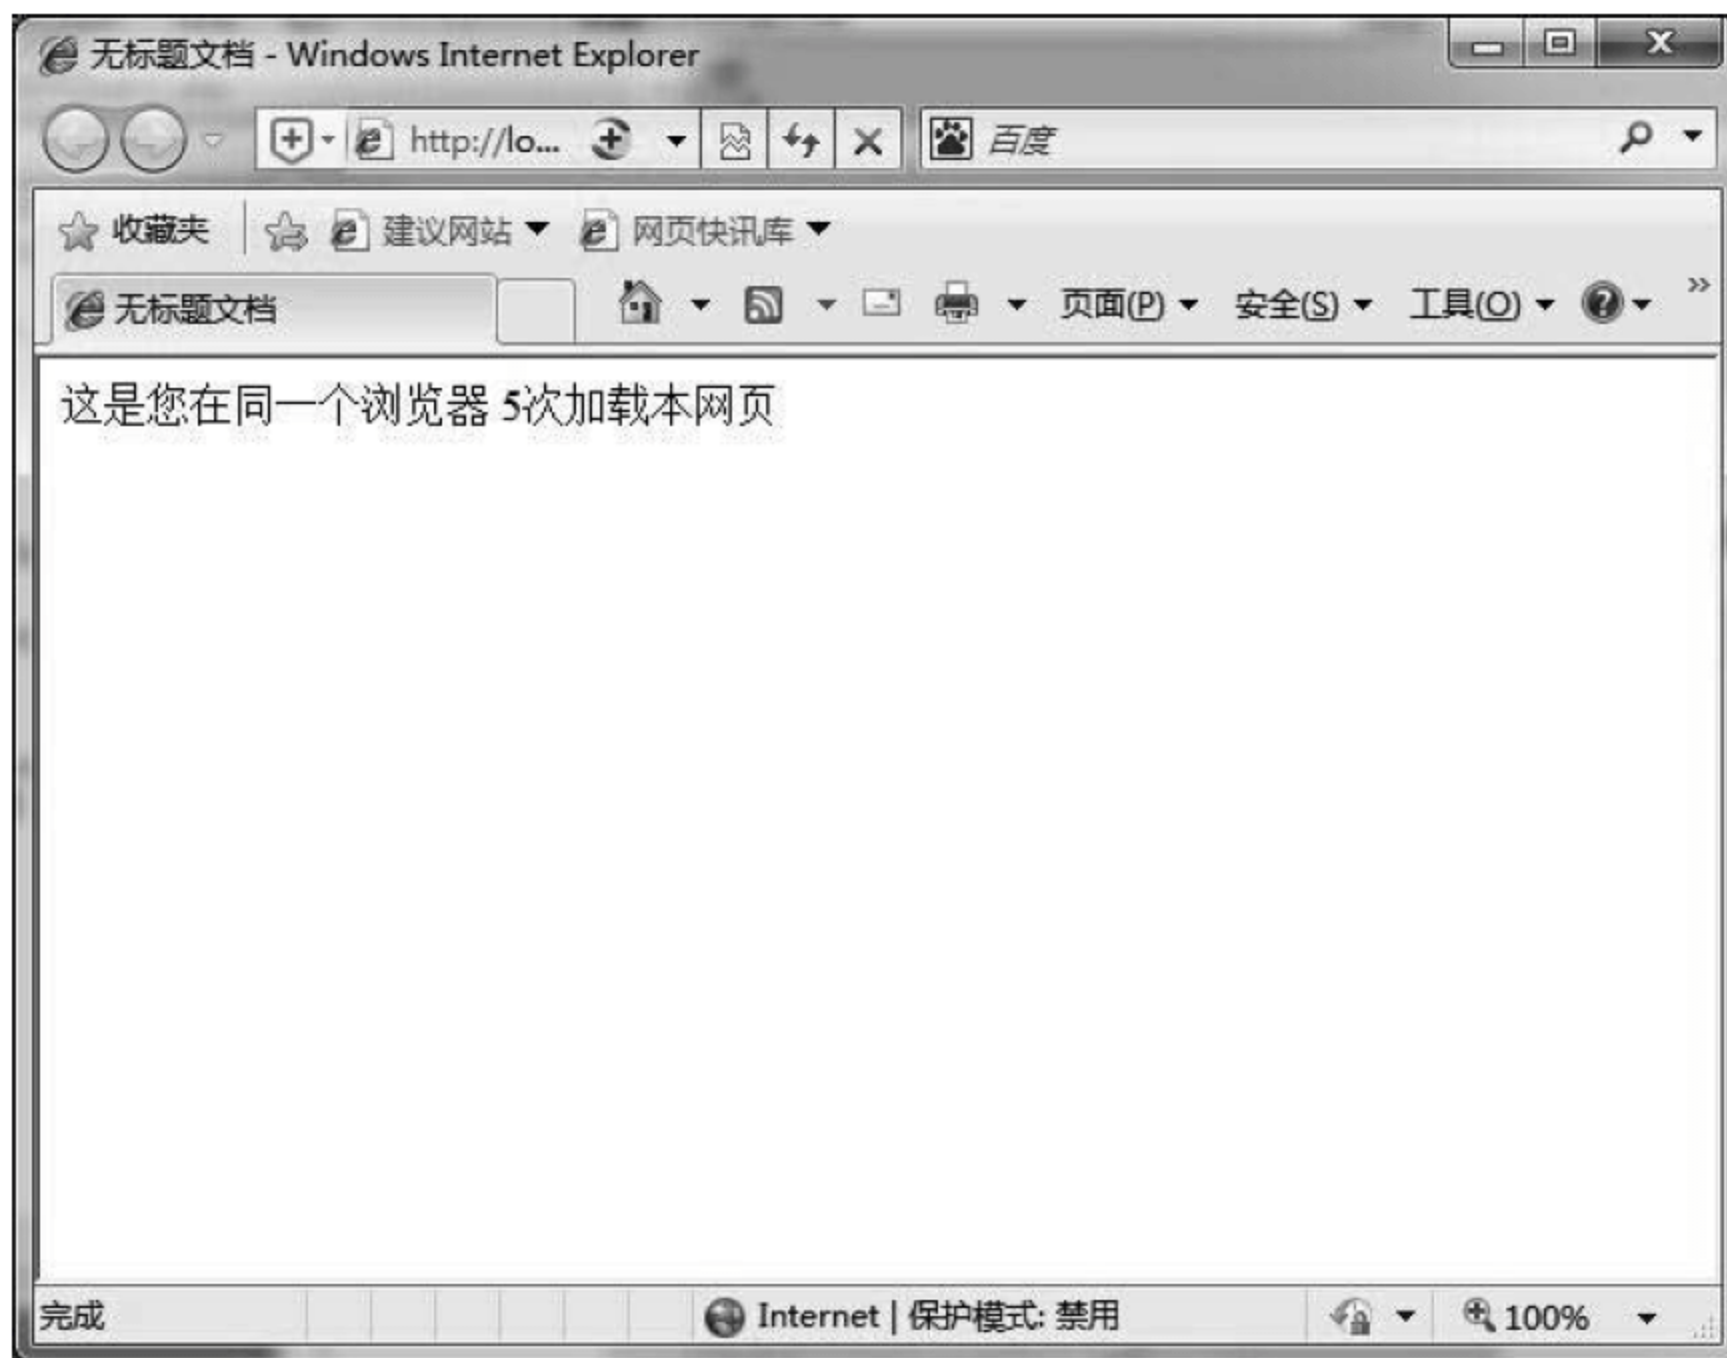 无标题文档 - Windows Internet Explorer
http://lo... 百度
收藏夹 建议网站 网页快讯库
无标题文档 页面(P) 安全(S) 工具(O) »
这是您在同一个浏览器 5次加载本网页
完成 Internet | 保护模式: 禁用 100%